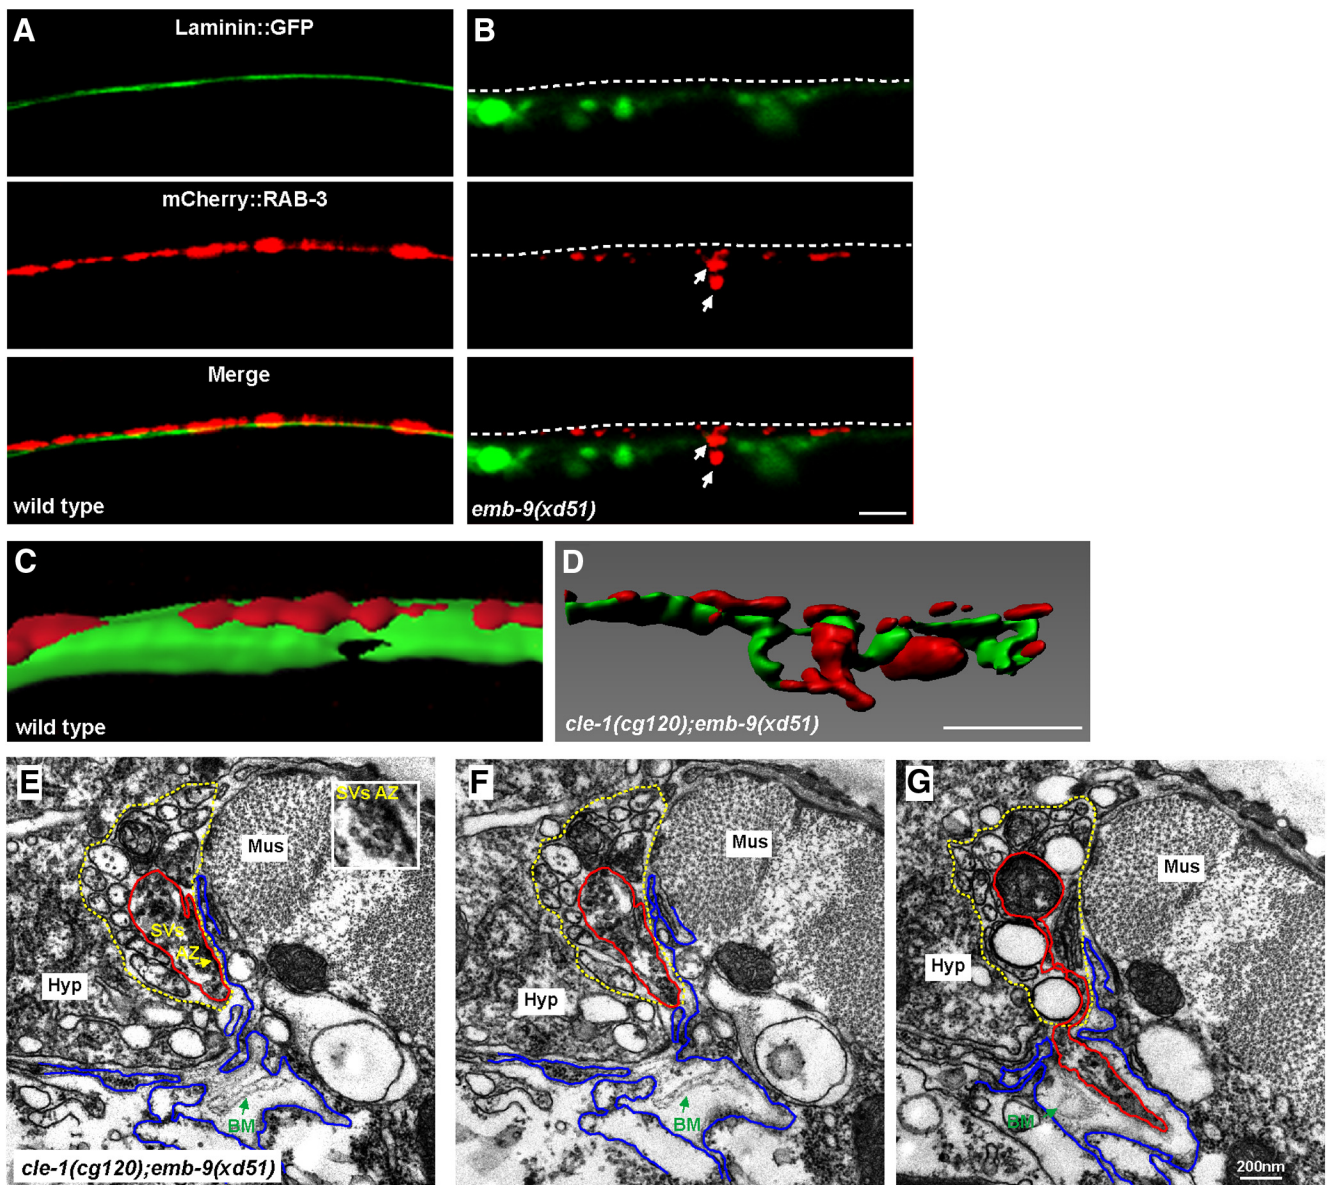 A
Laminin::GFP
B
mCherry::RAB-3
Merge
wild type
emb-9(xd51)
C
wild type
D
cle-1(cg120);emb-9(xd51)
E
SVs AZ
Mus
SVs
AZ
Hyp
BM
cle-1(cg120);emb-9(xd51)
F
Mus
Hyp
BM
G
Mus
Hyp
BM
200nm